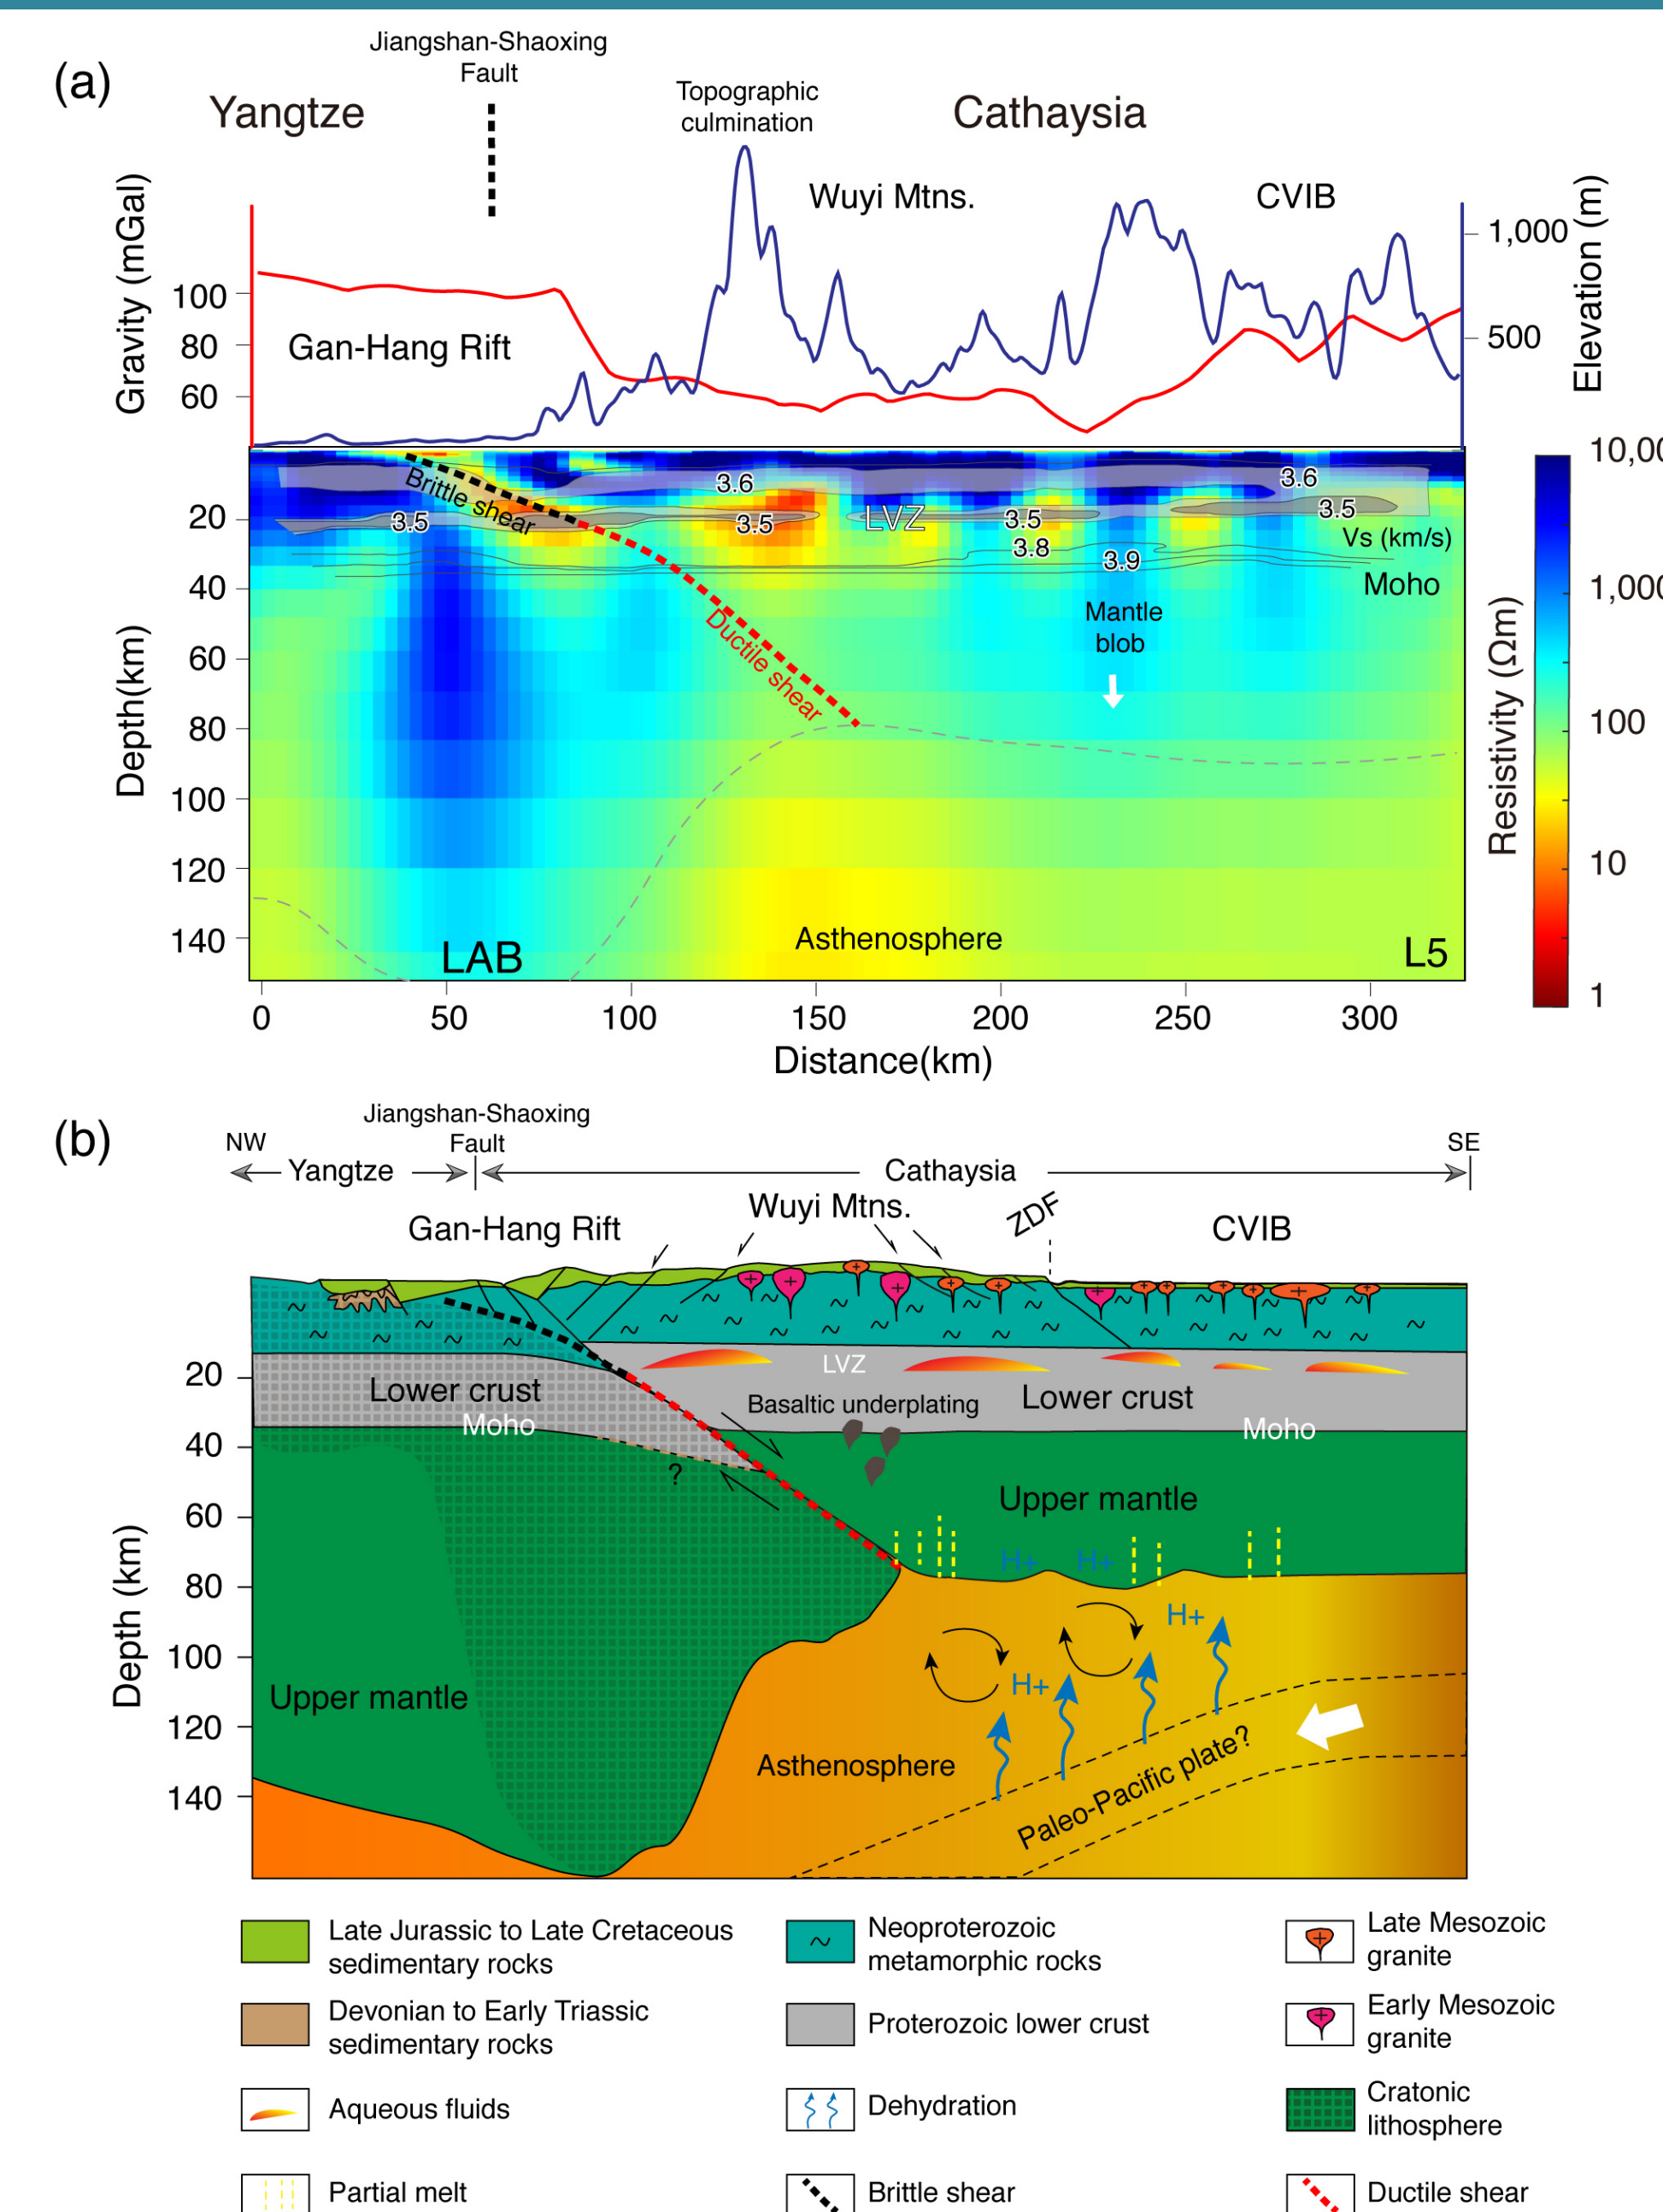 (a)
Jiangshan-Shaoxing
Fault
Yangtze
Topographic
culmination
Cathaysia
Wuyi Mtns.
CVIB
Gravity (mGal)
100
80
60
Gan-Hang Rift
1,000
500
Elevation (m)
Brittle shear
3.5
3.6
3.5
LVZ
3.5
3.8
3.9
3.6
3.5
Vs (km/s)
Moho
Mantle
blob
Ductile shear
Depth(km)
20
40
60
80
100
120
140
LAB
Asthenosphere
L5
0
50
100
150
200
250
300
Distance(km)
Resistivity (Ωm)
10,00
1,000
100
10
1
(b)
Jiangshan-Shaoxing
Fault
NW
SE
Yangtze
Cathaysia
Wuyi Mtns.
ZDF
Gan-Hang Rift
CVIB
Depth (km)
20
40
60
80
100
120
140
LVZ
Lower crust
Moho
Basaltic underplating
Lower crust
Moho
?
Upper mantle
H+ H+
H+
H+
Upper mantle
Asthenosphere
Paleo-Pacific plate?
Late Jurassic to Late Cretaceous
sedimentary rocks
Neoproterozoic
metamorphic rocks
Late Mesozoic
granite
Devonian to Early Triassic
sedimentary rocks
Proterozoic lower crust
Early Mesozoic
granite
Aqueous fluids
Dehydration
Cratonic
lithosphere
Partial melt
Brittle shear
Ductile shear